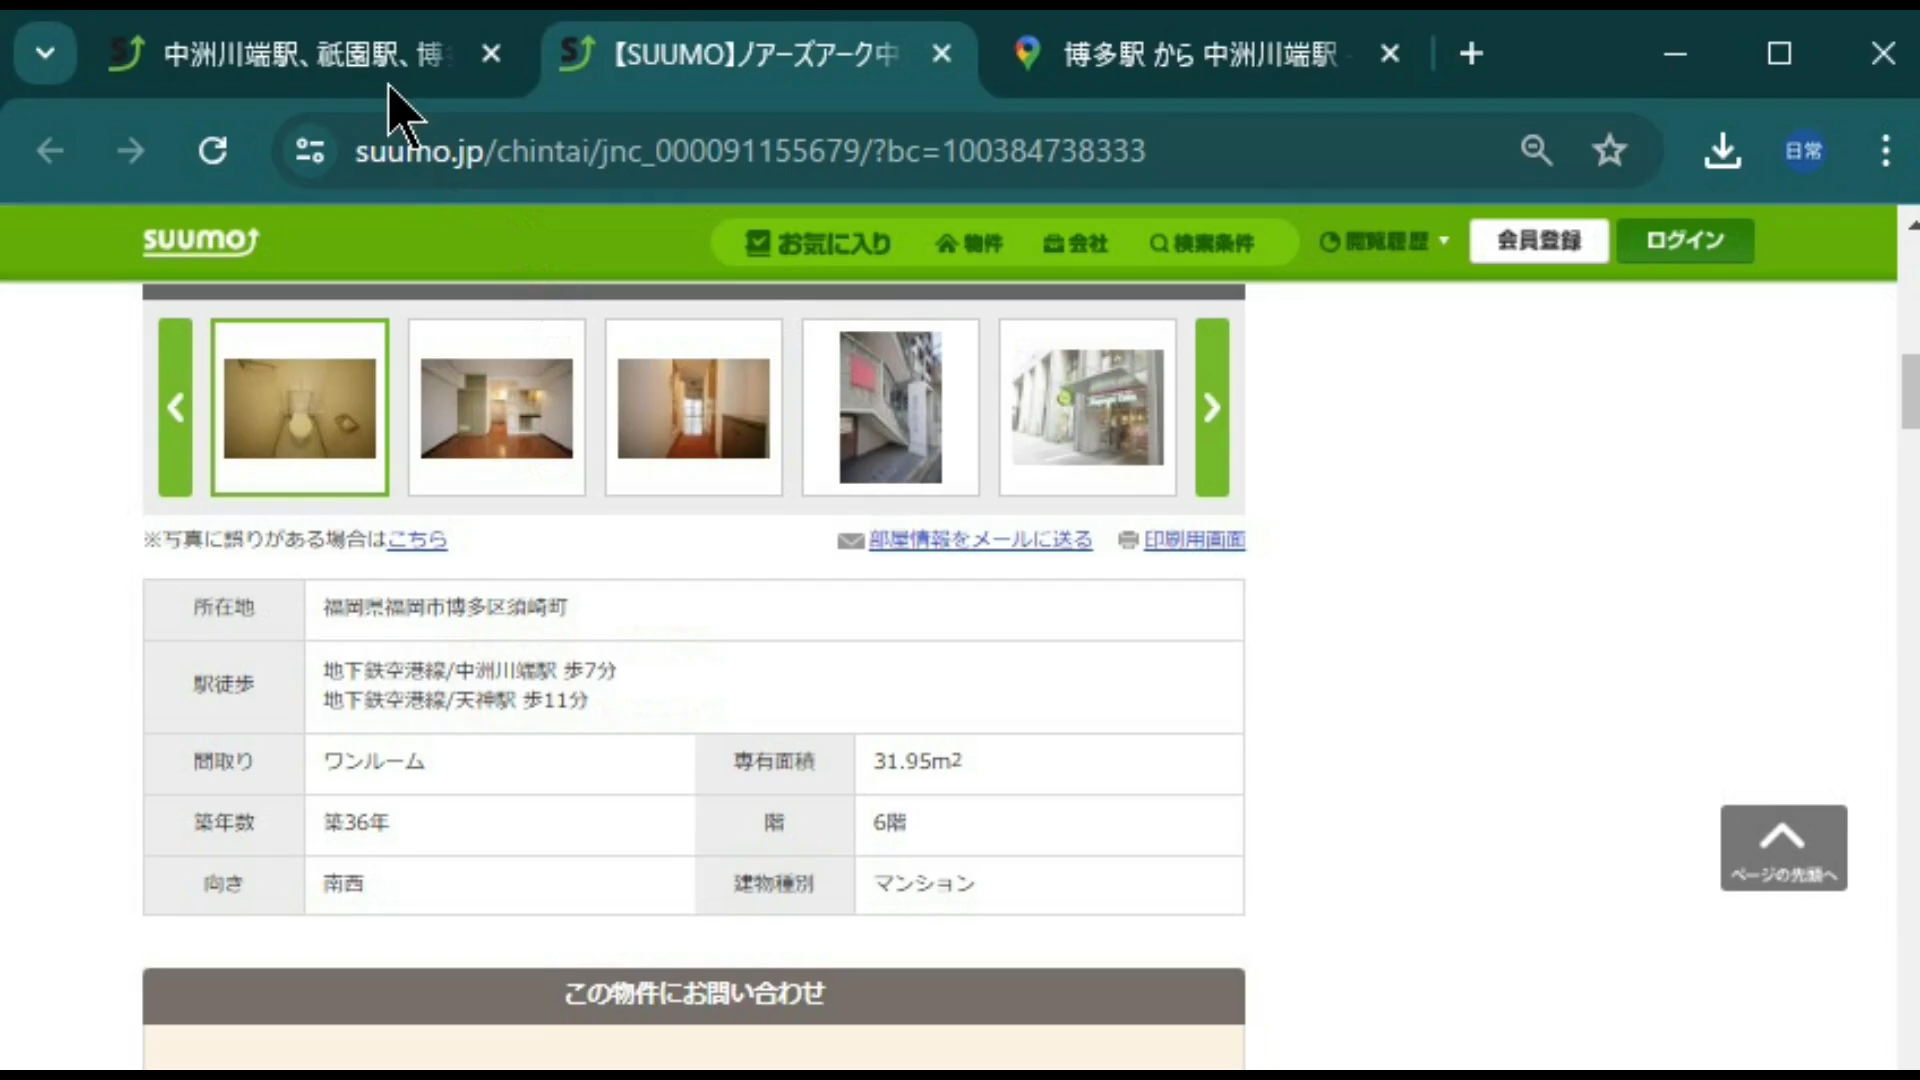 中洲川端駅、祇園駅、博
【SUUMO】ノアーズアーク中
博多駅 から 中洲川端駅
suumo.jp/chintai/jnc_000091155679/?bc=100384738333
日常
suumo
お気に入り
物件
会社
検索条件
閲覧履歴
会員登録
ログイン
※写真に誤りがある場合はこちら
部屋情報をメールに送る
印刷用画面
所在地 福岡県福岡市博多区須崎町
駅徒歩 地下鉄空港線/中洲川端駅 歩7分
地下鉄空港線/天神駅 歩11分
間取り ワンルーム 専有面積 31.95m2
築年数 築36年 階 6階
向き 南西 建物種別 マンション
ページの先頭へ
この物件にお問い合わせ